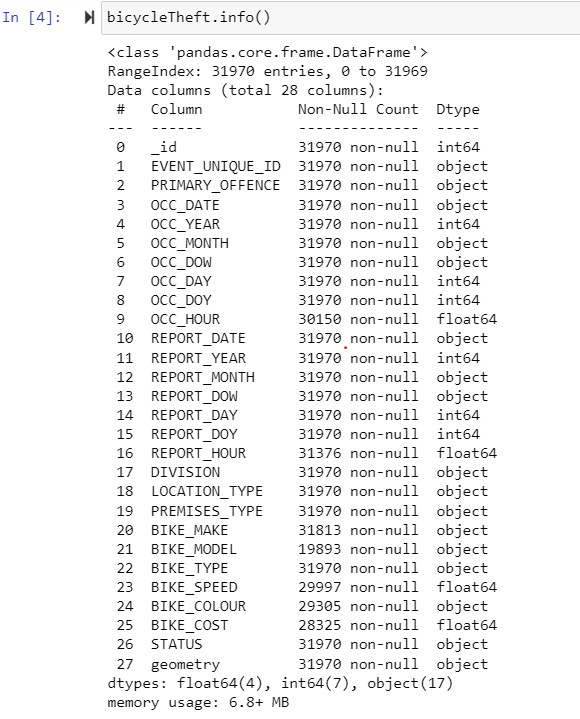 In [4]: bicycleTheft.info()
<class 'pandas.core.frame.DataFrame'>
RangeIndex: 31970 entries, 0 to 31969
Data columns (total 28 columns):
 #   Column           Non-Null Count  Dtype
---  ------           --------------  -----
 0   _id              31970 non-null  int64
 1   EVENT_UNIQUE_ID  31970 non-null  object
 2   PRIMARY_OFFENCE  31970 non-null  object
 3   OCC_DATE         31970 non-null  object
 4   OCC_YEAR         31970 non-null  int64
 5   OCC_MONTH        31970 non-null  object
 6   OCC_DOW          31970 non-null  object
 7   OCC_DAY          31970 non-null  int64
 8   OCC_DOY          31970 non-null  int64
 9   OCC_HOUR         30150 non-null  float64
 10  REPORT_DATE      31970 non-null  object
 11  REPORT_YEAR      31970 non-null  int64
 12  REPORT_MONTH     31970 non-null  object
 13  REPORT_DOW       31970 non-null  object
 14  REPORT_DAY       31970 non-null  int64
 15  REPORT_DOY       31970 non-null  int64
 16  REPORT_HOUR      31376 non-null  float64
 17  DIVISION         31970 non-null  object
 18  LOCATION_TYPE    31970 non-null  object
 19  PREMISES_TYPE    31970 non-null  object
 20  BIKE_MAKE        31813 non-null  object
 21  BIKE_MODEL       19893 non-null  object
 22  BIKE_TYPE        31970 non-null  object
 23  BIKE_SPEED       29997 non-null  float64
 24  BIKE_COLOUR      29305 non-null  object
 25  BIKE_COST        28325 non-null  float64
 26  STATUS           31970 non-null  object
 27  geometry         31970 non-null  object
dtypes: float64(4), int64(7), object(17)
memory usage: 6.8+ MB